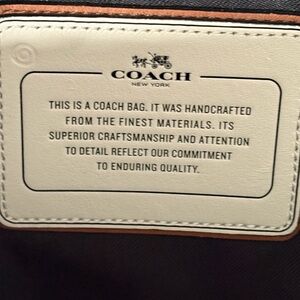 COACH
NEW YORK
THIS IS A COACH BAG. IT WAS HANDCRAFTED
FROM THE FINEST MATERIALS. ITS
SUPERIOR CRAFTSMANSHIP AND ATTENTION
TO DETAIL REFLECT OUR COMMITMENT
TO ENDURING QUALITY.